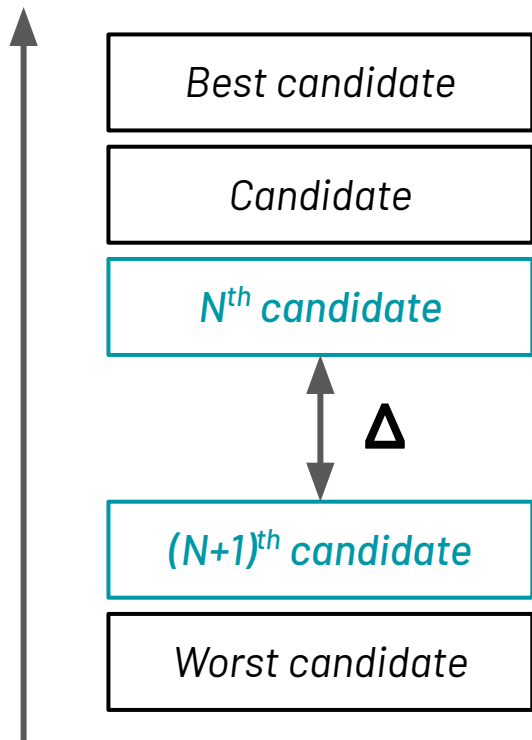 Best candidate
Candidate
Nᵗʰ candidate
Δ
(N+1)ᵗʰ candidate
Worst candidate